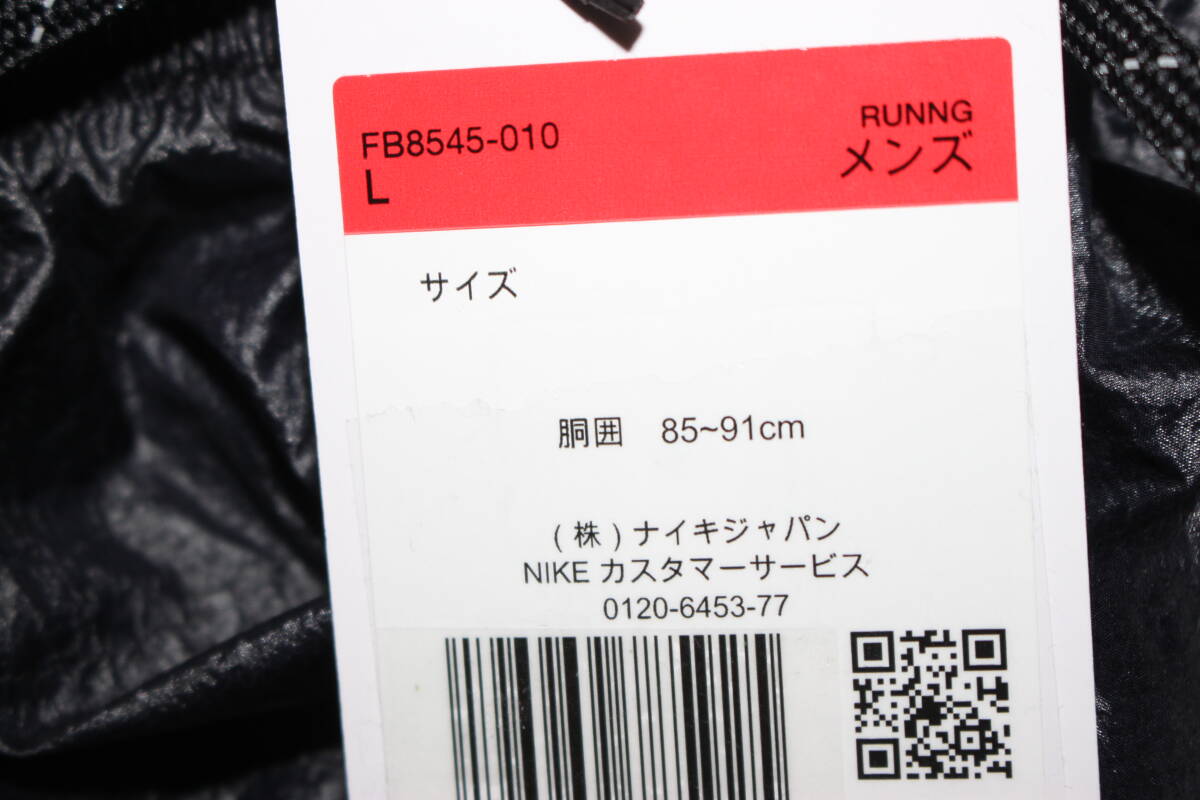 FB8545-010
L
RUNNG
メンズ
サイズ
胴囲 85~91cm
(株)ナイキジャパン
NIKE カスタマーサービス
0120-6453-77